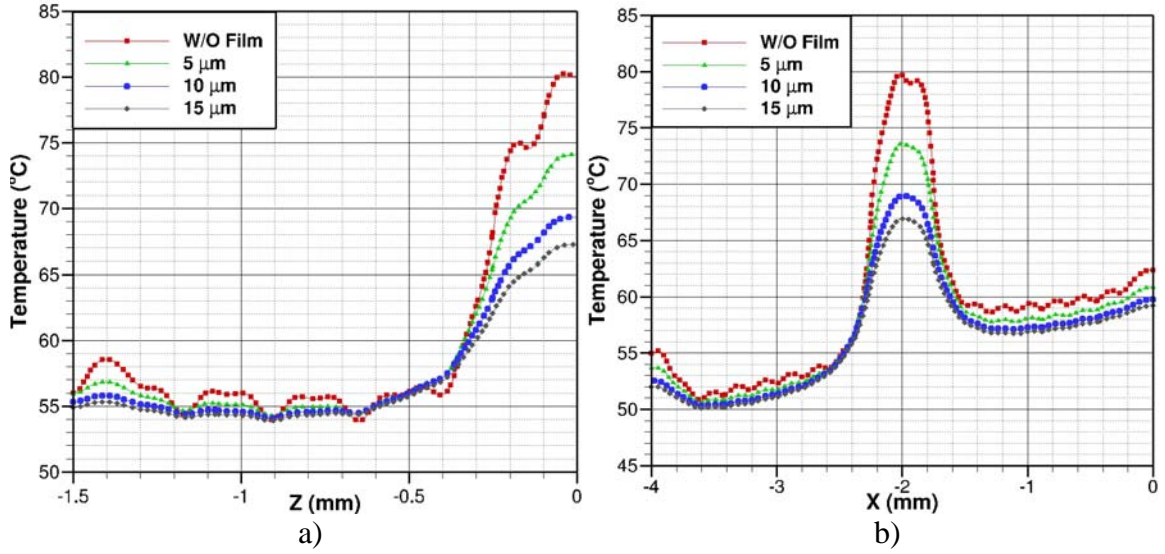 85
80
75
70
65
60
55
50
Temperature (°C)
W/O Film
5 μm
10 μm
15 μm
-1.5
-1
-0.5
0
Z (mm)
a)
85
80
75
70
65
60
55
50
45
Temperature (°C)
W/O Film
5 μm
10 μm
15 μm
-4
-3
-2
-1
0
X (mm)
b)